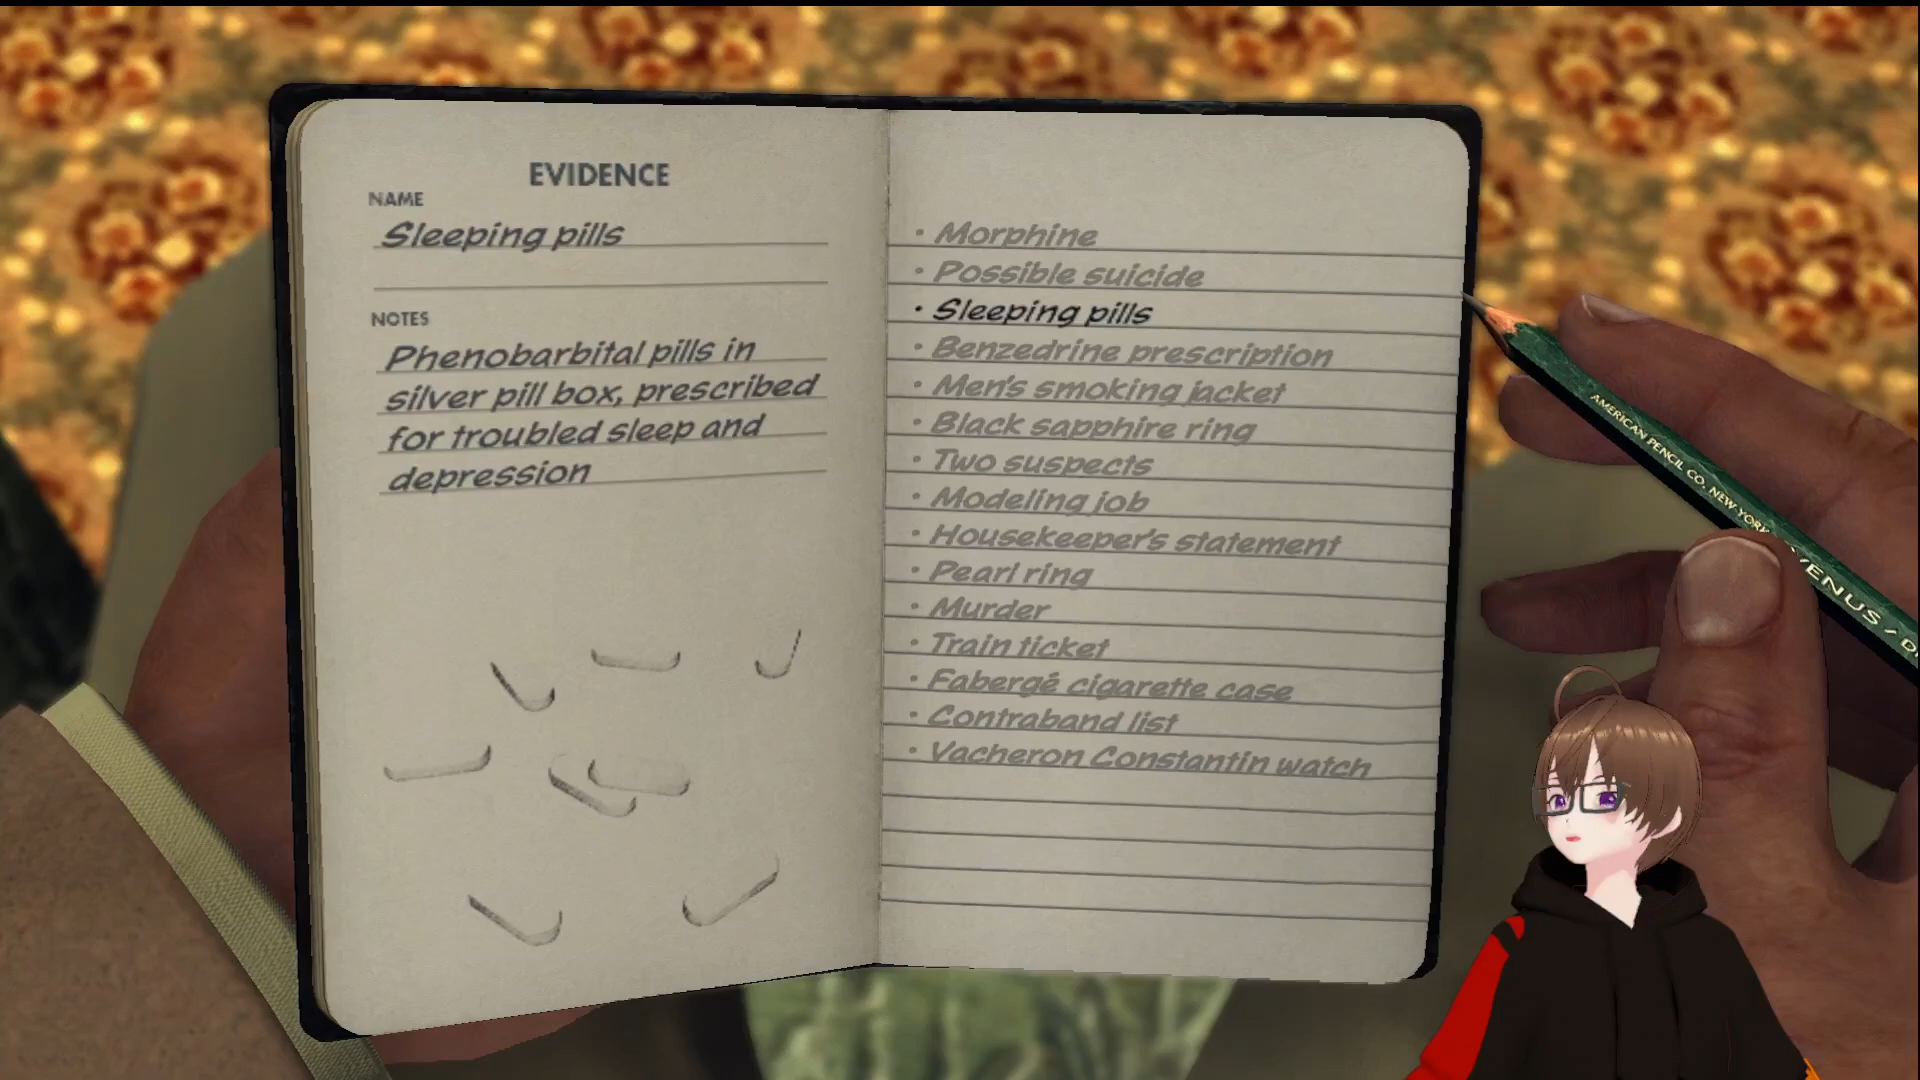 EVIDENCE
NAME
Sleeping pills
NOTES
Phenobarbital pills in
silver pill box, prescribed
for troubled sleep and
depression
• Morphine
• Possible suicide
• Sleeping pills
• Benzedrine prescription
• Men's smoking jacket
• Black sapphire ring
• Two suspects
• Modeling job
• Housekeeper's statement
• Pearl ring
• Murder
• Train ticket
• Fabergé cigarette case
• Contraband list
• Vacheron Constantin watch
AMERICAN PENCIL CO. NEW YORK
VENUS